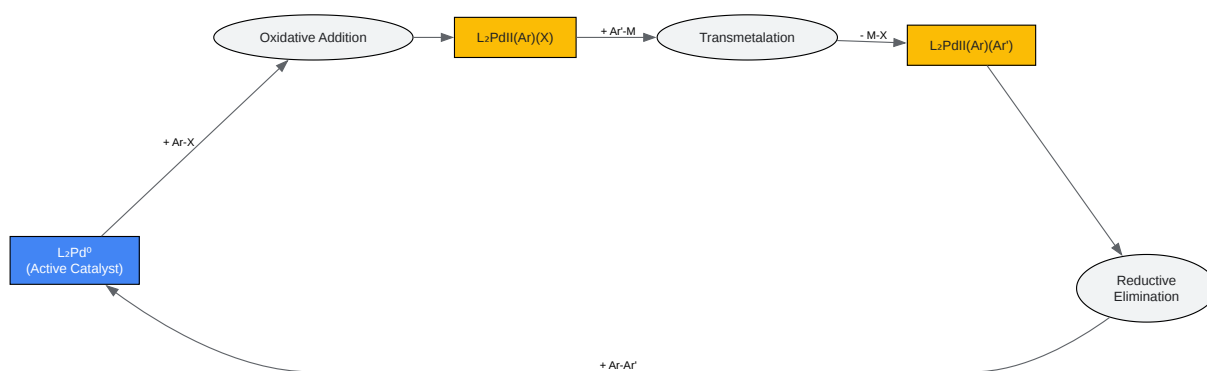 Oxidative Addition
L₂PdII(Ar)(X)
+ Ar'-M
Transmetalation
- M-X
L₂PdII(Ar)(Ar')
+ Ar-X
L₂Pd⁰
(Active Catalyst)
Reductive
Elimination
+ Ar-Ar'